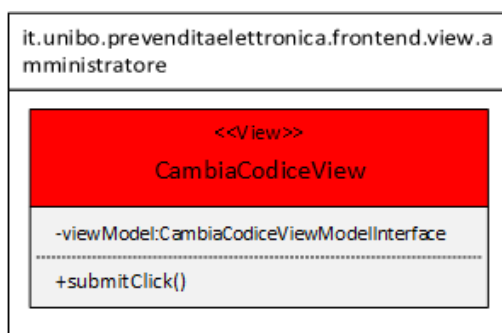 it.unibo.prevenditaelettronica.frontend.view.a
mministratore
<<View>>
CambiaCodiceView
-viewModel:CambiaCodiceViewModelInterface
+submitClick()